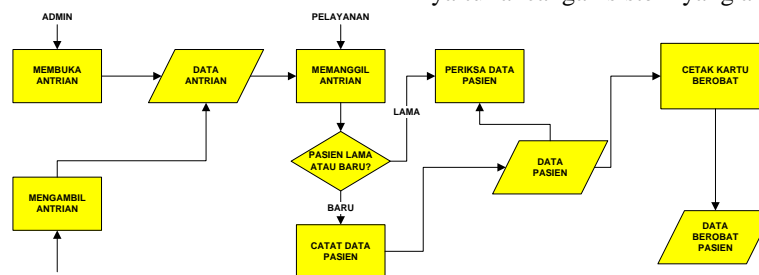 ADMIN
PELAYANAN
MEMBUKA
ANTRIAN
DATA
ANTRIAN
MEMANGGIL
ANTRIAN
PERIKSA DATA
PASIEN
CETAK KARTU
BEROBAT
LAMA
PASIEN LAMA
ATAU BARU?
DATA
PASIEN
MENGAMBIL
ANTRIAN
BARU
CATAT DATA
PASIEN
DATA
BEROBAT
PASIEN